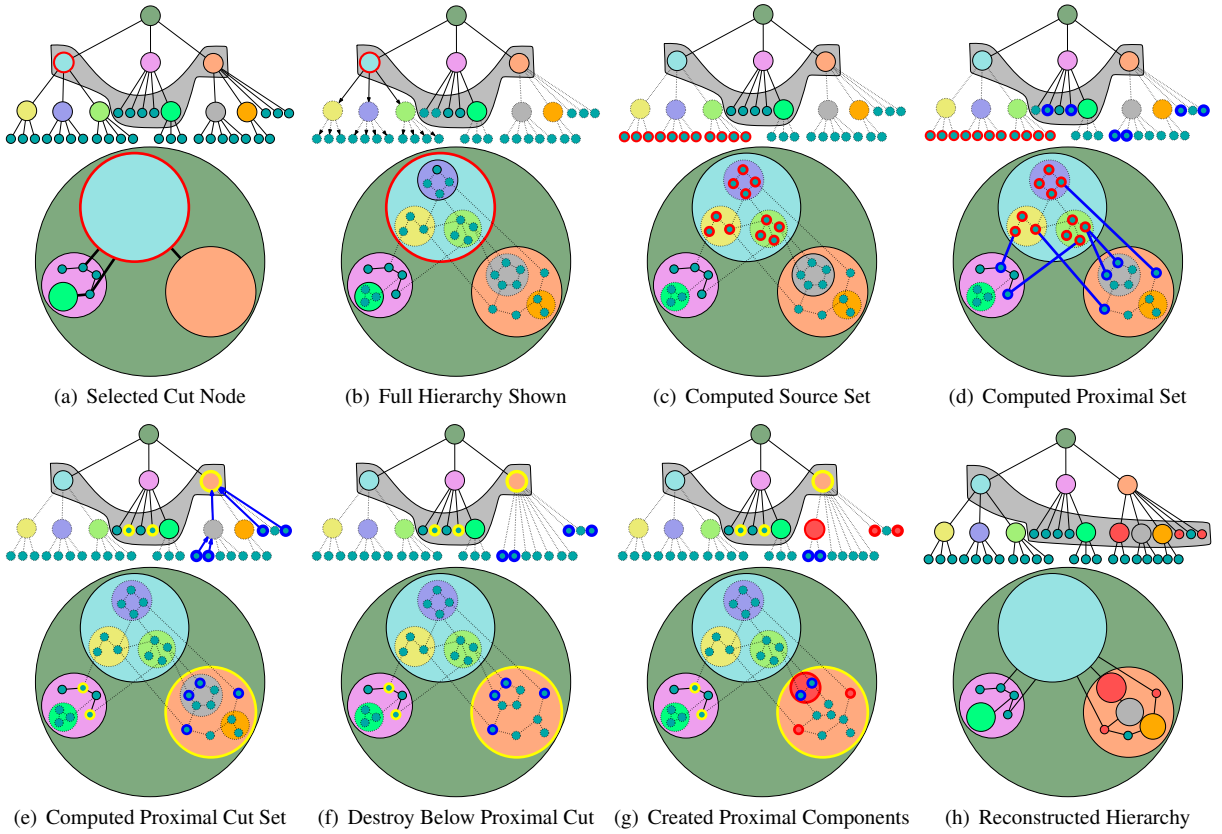 (a) Selected Cut Node
(b) Full Hierarchy Shown
(c) Computed Source Set
(d) Computed Proximal Set
(e) Computed Proximal Cut Set
(f) Destroy Below Proximal Cut
(g) Created Proximal Components
(h) Reconstructed Hierarchy